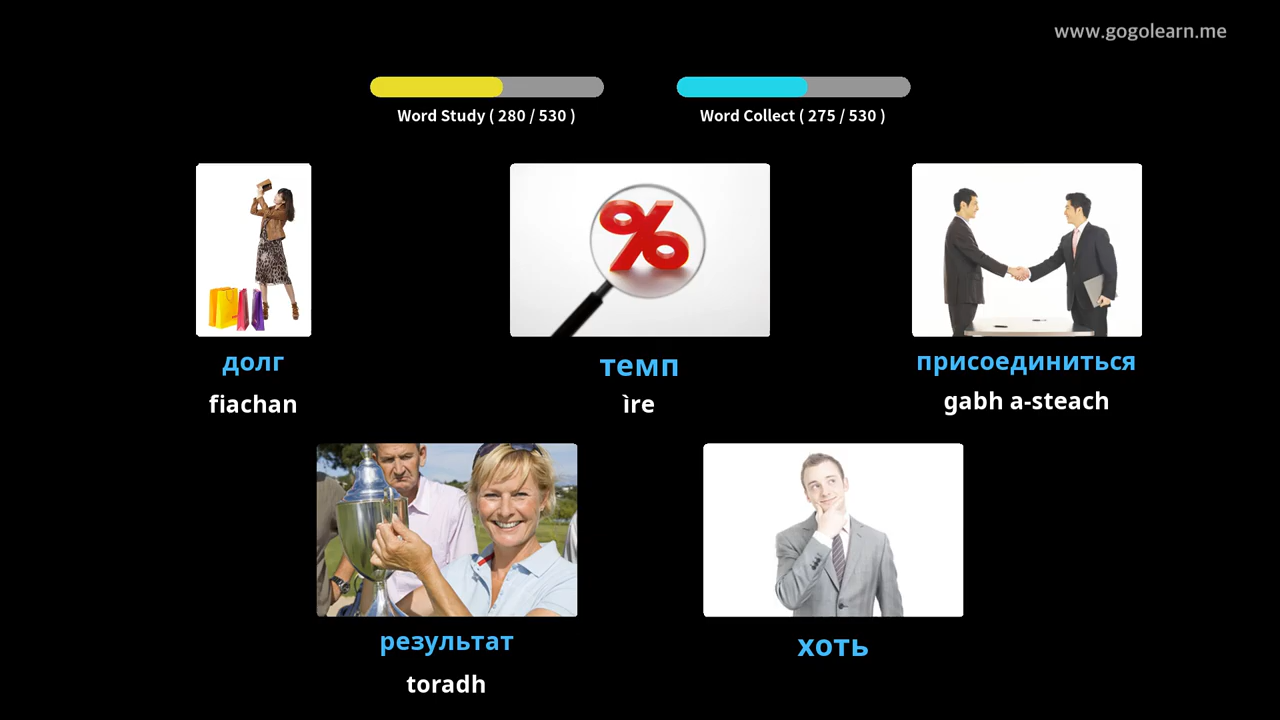 www.gogolearn.me
Word Study ( 280 / 530 )
Word Collect ( 275 / 530 )
долг
fiachan
темп
ìre
присоединиться
gabh a-steach
результат
toradh
хоть